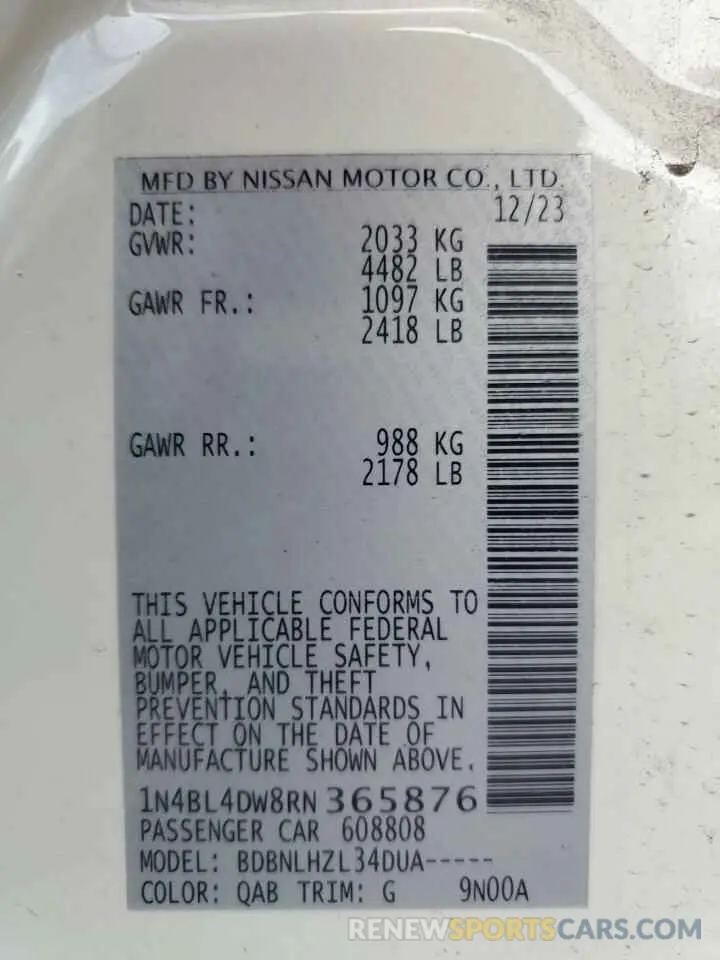 MFD BY NISSAN MOTOR CO., LTD.
DATE: 12/23
GVWR: 2033 KG
4482 LB
GAWR FR.: 1097 KG
2418 LB
GAWR RR.: 988 KG
2178 LB
THIS VEHICLE CONFORMS TO
ALL APPLICABLE FEDERAL
MOTOR VEHICLE SAFETY,
BUMPER, AND THEFT
PREVENTION STANDARDS IN
EFFECT ON THE DATE OF
MANUFACTURE SHOWN ABOVE.
1N4BL4DW8RN365876
PASSENGER CAR 608808
MODEL: BDBNLHZL34DUA-----
COLOR: QAB TRIM: G 9N00A
RENEWSPORTSCARS.COM